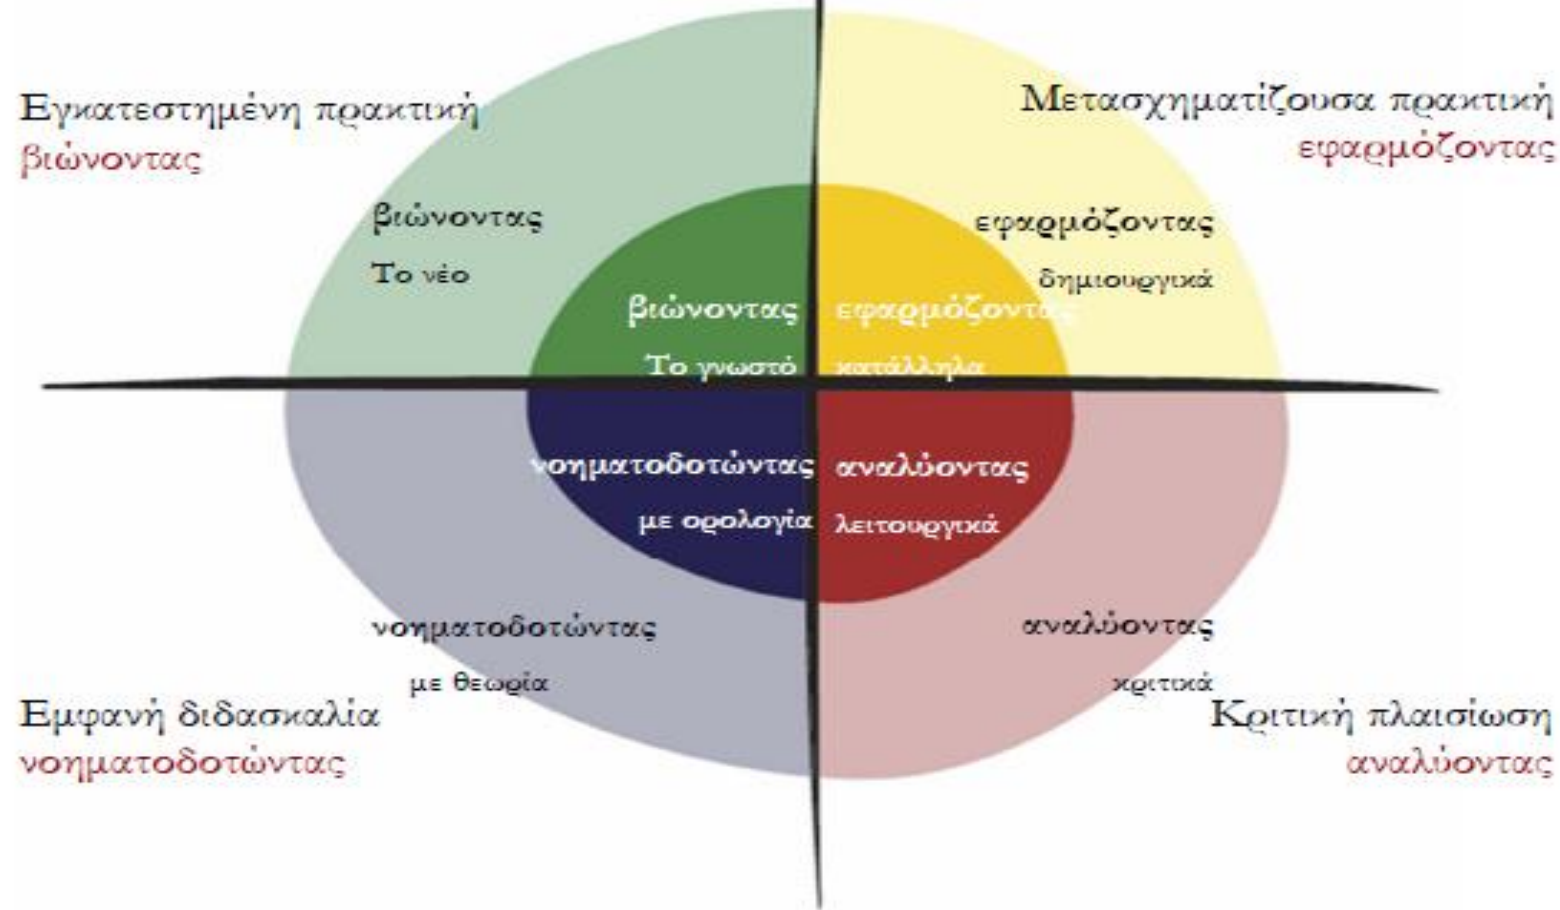 Εγκατεστημένη πρακτική
βιώνοντας
Μετασχηματίζουσα πρακτική
εφαρμόζοντας
βιώνοντας
Το νέο
εφαρμόζοντας
δημιουργικά
βιώνοντας
Το γνωστό
εφαρμόζοντας
κατάλληλα
νοηματοδοτώντας
με ορολογία
αναλύοντας
λειτουργικά
νοηματοδοτώντας
με θεωρία
αναλύοντας
κριτικά
Εμφανή διδασκαλία
νοηματοδοτώντας
Κριτική πλαισίωση
αναλύοντας